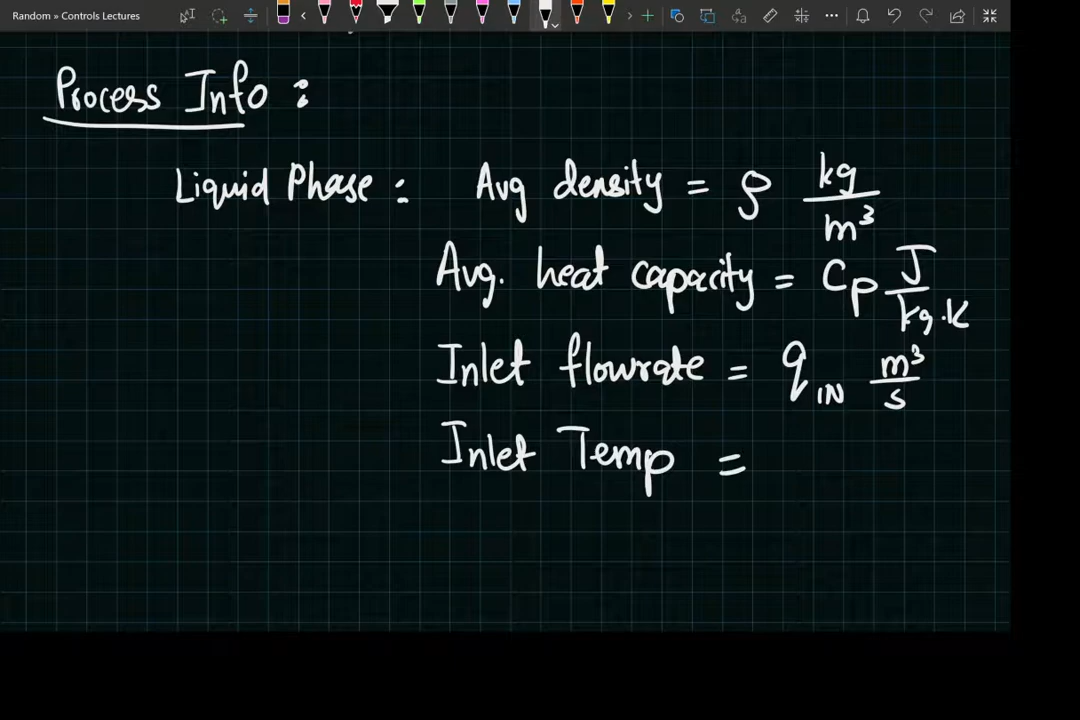 Random » Controls Lectures
Process Info :
Liquid Phase : Avg density = ρ kg/m³
Avg. heat capacity = Cp J/kg.K
Inlet flowrate = q IN m³/s
Inlet Temp =